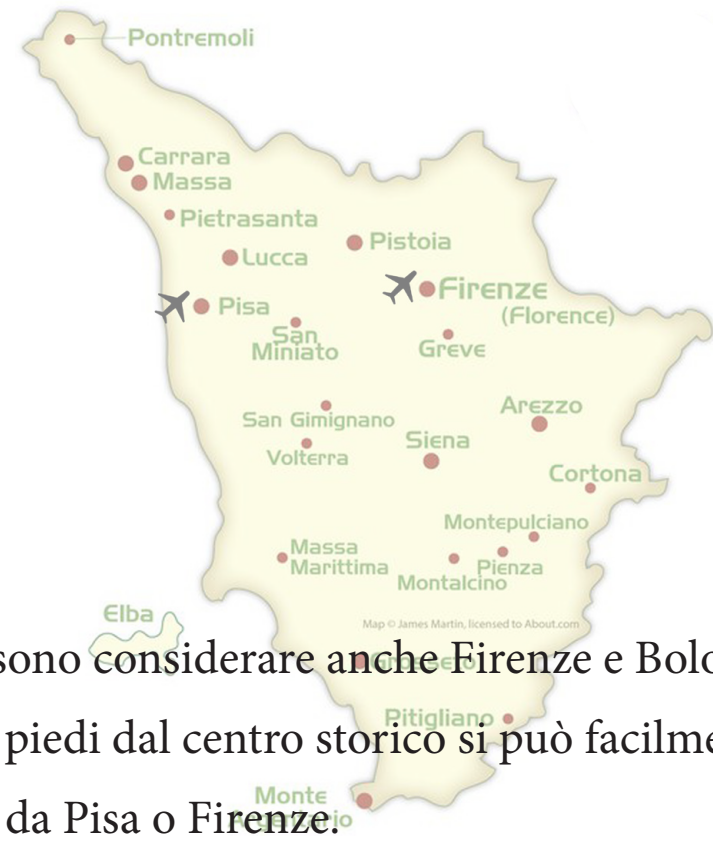 Pontremoli
Carrara
Massa
Pietrasanta
Pistoia
Lucca
Firenze
(Florence)
Pisa
San
Miniato
Greve
Arezzo
San Gimignano
Siena
Volterra
Cortona
Montepulciano
Massa
Marittima
Pienza
Montalcino
Elba
Map © James Martin, licensed to About.com
sono considerare anche Firenze e Bolo
Grosseto
Pitigliano
piedi dal centro storico si può facilme
Monte
Argentario
da Pisa o Firenze.